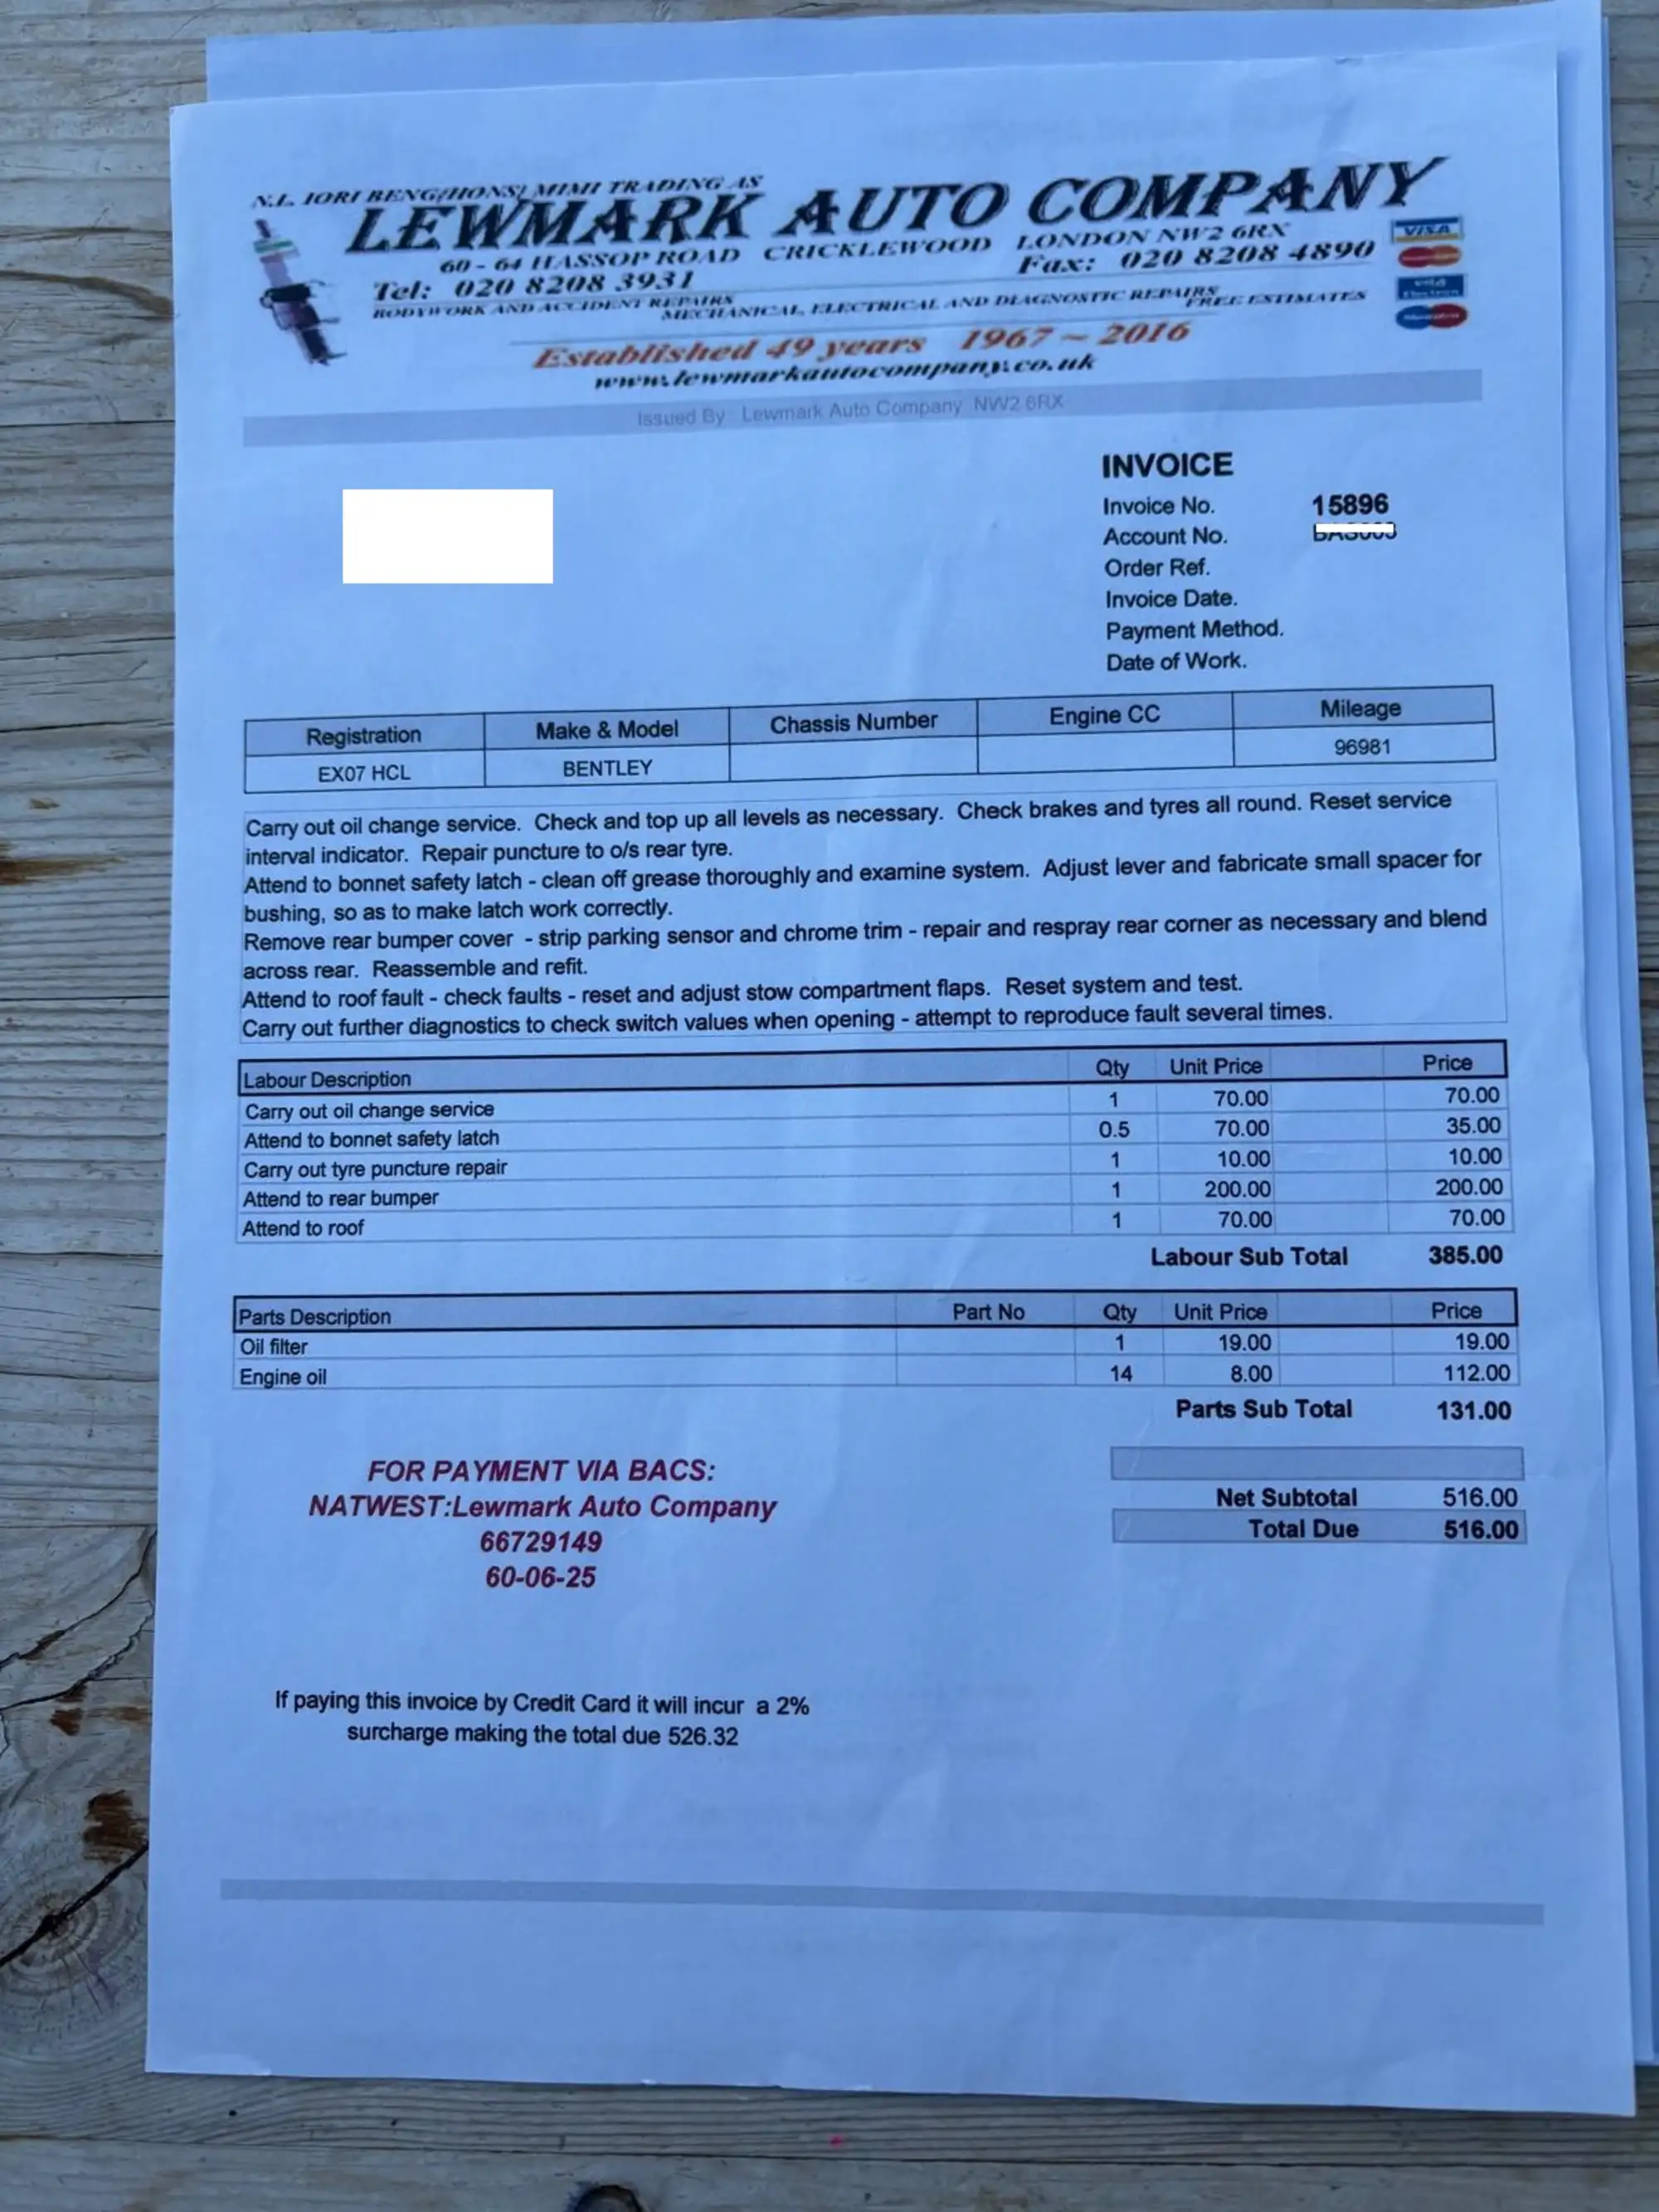 N.L. IORI BENG(HONS) MIMI TRADING AS
LEWMARK AUTO COMPANY
60 - 64 HASSOP ROAD CRICKLEWOOD LONDON NW2 6RX
Tel: 020 8208 3931 Fax: 020 8208 4890
BODYWORK AND ACCIDENT REPAIRS
MECHANICAL, ELECTRICAL AND DIAGNOSTIC REPAIRS
FREE ESTIMATES
VISA
Electron
Established 49 years 1967 ~ 2016
www.lewmarkautocompany.co.uk
Issued By: Lewmark Auto Company NW2 6RX
INVOICE
Invoice No. 15896
Account No.
Order Ref.
Invoice Date.
Payment Method.
Date of Work.
Registration Make & Model Chassis Number Engine CC Mileage
EX07 HCL BENTLEY 96981
Carry out oil change service. Check and top up all levels as necessary. Check brakes and tyres all round. Reset service
interval indicator. Repair puncture to o/s rear tyre.
Attend to bonnet safety latch - clean off grease thoroughly and examine system. Adjust lever and fabricate small spacer for
bushing, so as to make latch work correctly.
Remove rear bumper cover - strip parking sensor and chrome trim - repair and respray rear corner as necessary and blend
across rear. Reassemble and refit.
Attend to roof fault - check faults - reset and adjust stow compartment flaps. Reset system and test.
Carry out further diagnostics to check switch values when opening - attempt to reproduce fault several times.
Labour Description Qty Unit Price Price
Carry out oil change service 1 70.00 70.00
Attend to bonnet safety latch 0.5 70.00 35.00
Carry out tyre puncture repair 1 10.00 10.00
Attend to rear bumper 1 200.00 200.00
Attend to roof 1 70.00 70.00
Labour Sub Total 385.00
Parts Description Part No Qty Unit Price Price
Oil filter 1 19.00 19.00
Engine oil 14 8.00 112.00
Parts Sub Total 131.00
FOR PAYMENT VIA BACS:
NATWEST:Lewmark Auto Company
66729149
60-06-25
Net Subtotal 516.00
Total Due 516.00
If paying this invoice by Credit Card it will incur a 2%
surcharge making the total due 526.32